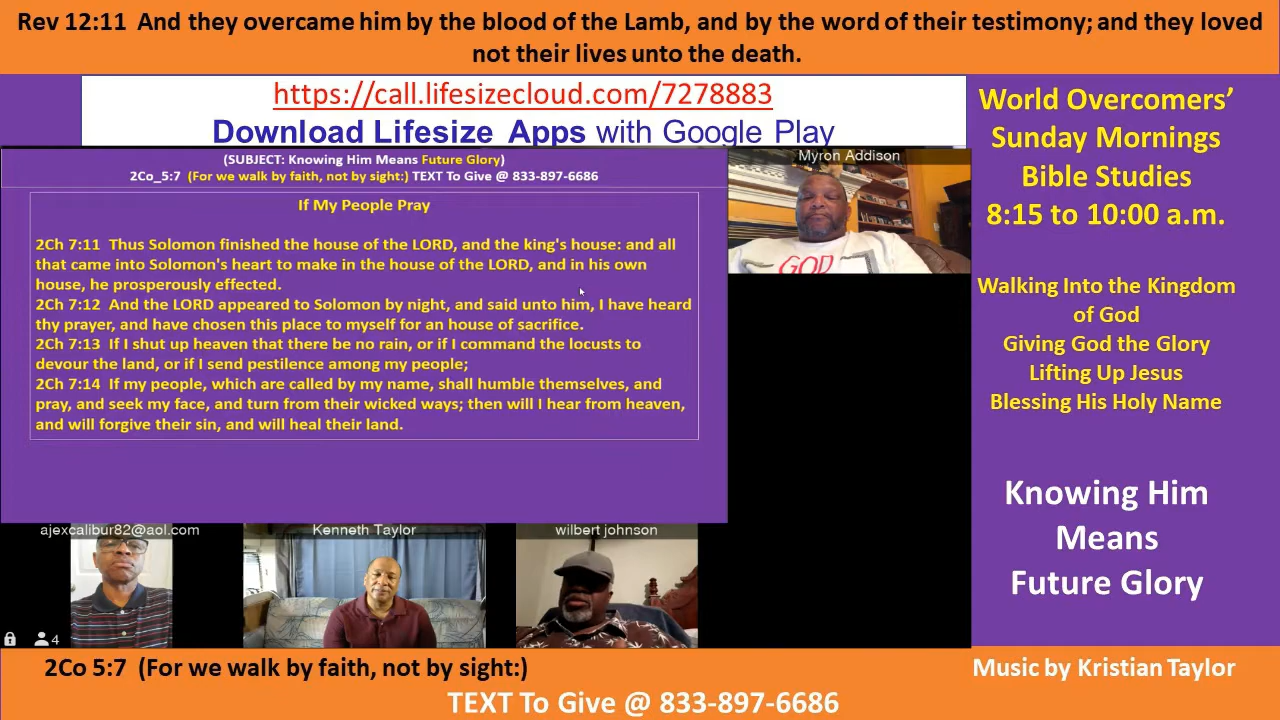 Rev 12:11  And they overcame him by the blood of the Lamb, and by the word of their testimony; and they loved
not their lives unto the death.
https://call.lifesizecloud.com/7278883
Download Lifesize Apps with Google Play
(SUBJECT: Knowing Him Means Future Glory)
2Co_5:7  (For we walk by faith, not by sight:) TEXT To Give @ 833-897-6686
If My People Pray
2Ch 7:11  Thus Solomon finished the house of the LORD, and the king's house: and all
that came into Solomon's heart to make in the house of the LORD, and in his own
house, he prosperously effected.
2Ch 7:12  And the LORD appeared to Solomon by night, and said unto him, I have heard
thy prayer, and have chosen this place to myself for an house of sacrifice.
2Ch 7:13  If I shut up heaven that there be no rain, or if I command the locusts to
devour the land, or if I send pestilence among my people;
2Ch 7:14  If my people, which are called by my name, shall humble themselves, and
pray, and seek my face, and turn from their wicked ways; then will I hear from heaven,
and will forgive their sin, and will heal their land.
Myron Addison
GOD
ajexcalibur82@aol.com
Kenneth Taylor
wilbert johnson
4
World Overcomers'
Sunday Mornings
Bible Studies
8:15 to 10:00 a.m.
Walking Into the Kingdom
of God
Giving God the Glory
Lifting Up Jesus
Blessing His Holy Name
Knowing Him
Means
Future Glory
2Co 5:7  (For we walk by faith, not by sight:)
Music by Kristian Taylor
TEXT To Give @ 833-897-6686